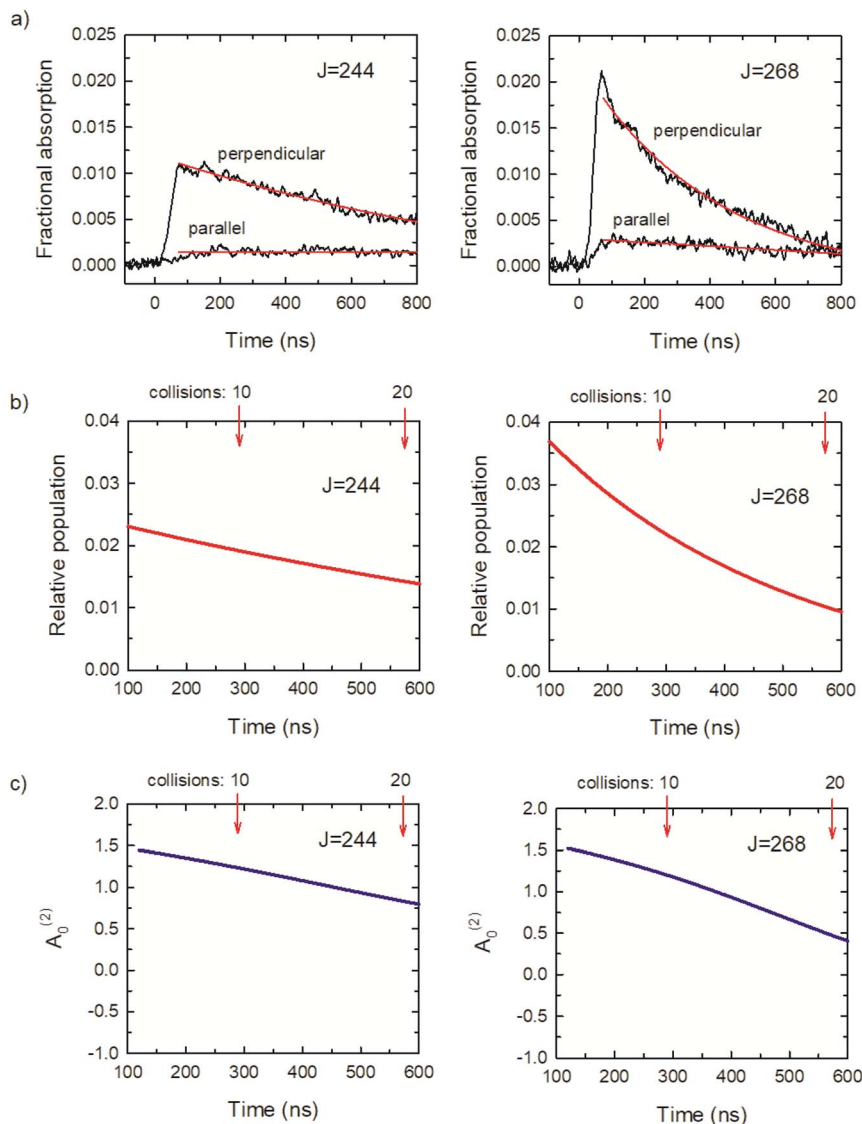 a)
0.025
0.020
0.015
0.010
0.005
0.000
Fractional absorption
J=244
perpendicular
parallel
0 200 400 600 800
Time (ns)
0.025
0.020
0.015
0.010
0.005
0.000
Fractional absorption
J=268
perpendicular
parallel
0 200 400 600 800
Time (ns)
b)
collisions: 10 20
0.04
0.03
0.02
0.01
0.00
Relative population
J=244
100 200 300 400 500 600
Time (ns)
collisions: 10 20
0.04
0.03
0.02
0.01
0.00
Relative population
J=268
100 200 300 400 500 600
Time (ns)
c)
collisions: 10 20
2.0
1.5
1.0
0.5
0.0
-0.5
-1.0
A₀⁽²⁾
J=244
100 200 300 400 500 600
Time (ns)
collisions: 10 20
2.0
1.5
1.0
0.5
0.0
-0.5
-1.0
A₀⁽²⁾
J=268
100 200 300 400 500 600
Time (ns)